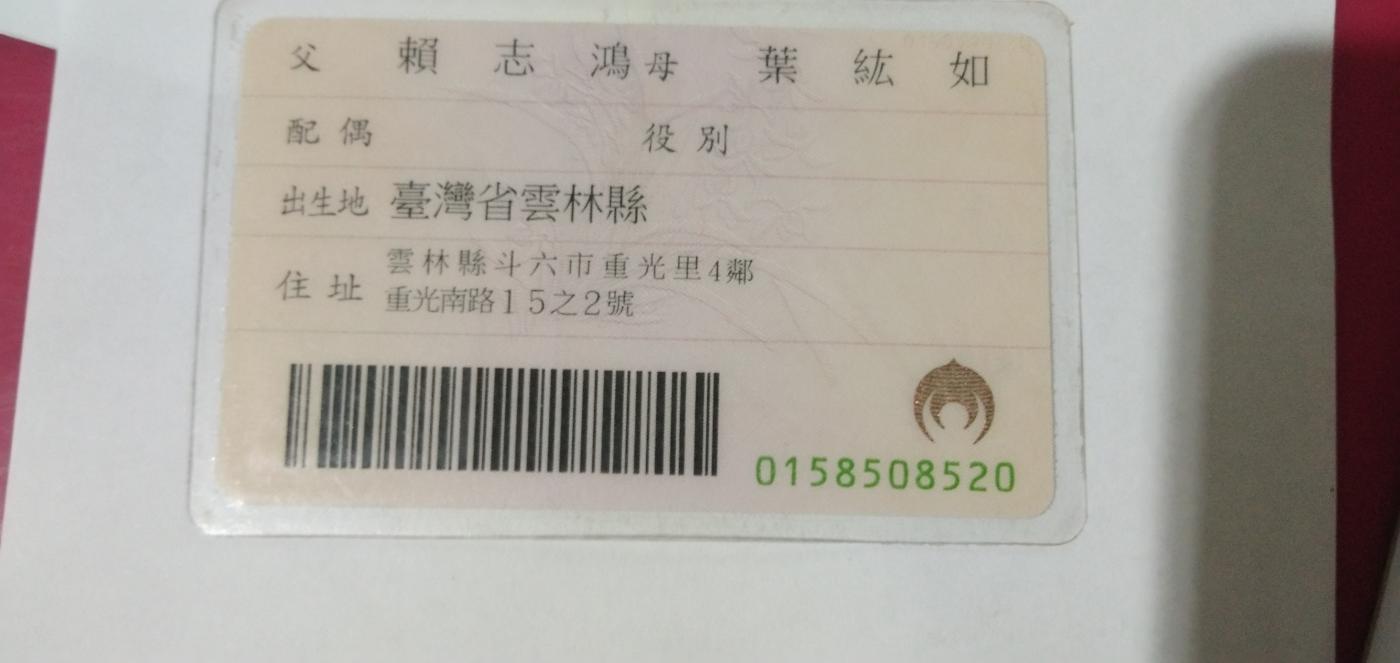 父 賴志鴻 母 葉紘如
配偶 役別
出生地 臺灣省雲林縣
住址 雲林縣斗六市重光里4鄰
重光南路15之2號
0158508520